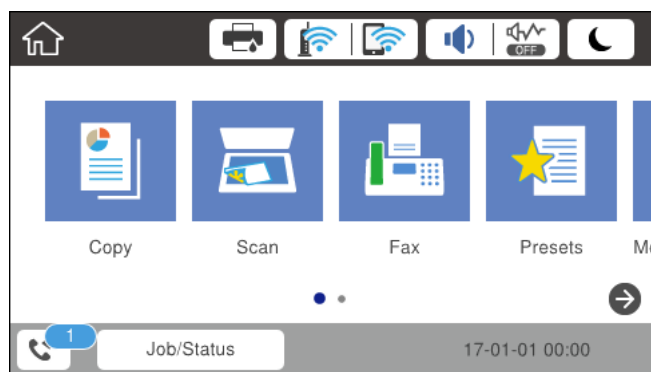 OFF
Copy
Scan
Fax
Presets
M
1
Job/Status
17-01-01 00:00